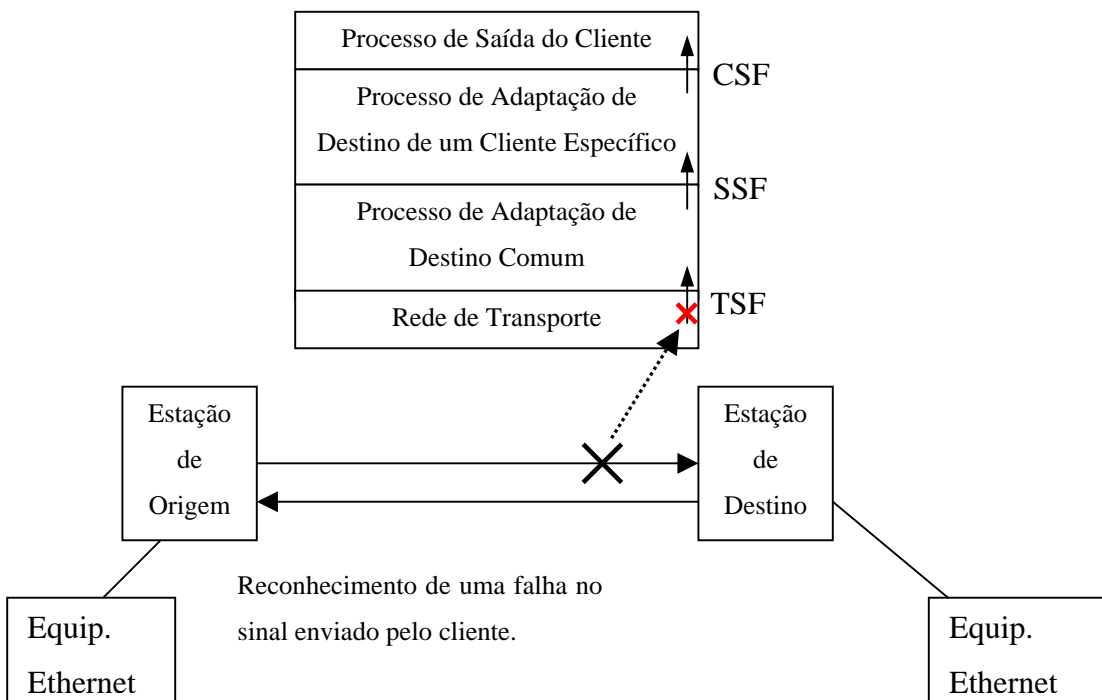 Processo de Saída do Cliente
CSF
Processo de Adaptação de
Destino de um Cliente Específico
SSF
Processo de Adaptação de
Destino Comum
TSF
Rede de Transporte
Estação
de
Origem
Estação
de
Destino
Reconhecimento de uma falha no
sinal enviado pelo cliente.
Equip.
Ethernet
Equip.
Ethernet